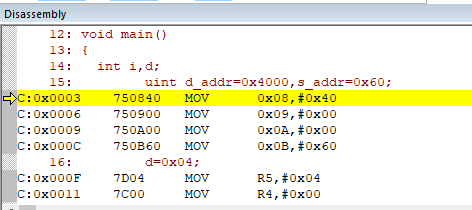 Disassembly
12: void main()
13: {
14: int i,d;
15: uint d_addr=0x4000,s_addr=0x60;
C:0x0003 750840 MOV 0x08,#0x40
C:0x0006 750900 MOV 0x09,#0x00
C:0x0009 750A00 MOV 0x0A,#0x00
C:0x000C 750B60 MOV 0x0B,#0x60
16: d=0x04;
C:0x000F 7D04 MOV R5,#0x04
C:0x0011 7C00 MOV R4,#0x00